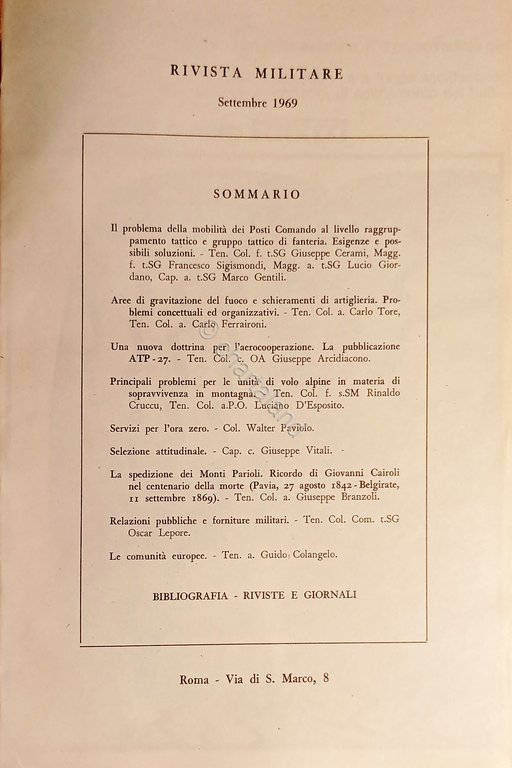 RIVISTA MILITARE
Settembre 1969
SOMMARIO
Il problema della mobilità dei Posti Comando al livello raggrup-
pamento tattico e gruppo tattico di fanteria. Esigenze e pos-
sibili soluzioni. - Ten. Col. f. t.SG Giuseppe Cerami, Magg.
f. t.SG Francesco Sigismondi, Magg. a. t.SG Lucio Gior-
dano, Cap. a. t.SG Marco Gentili.
Aree di gravitazione del fuoco e schieramenti di artiglieria. Pro-
blemi concettuali ed organizzativi. - Ten. Col. a. Carlo Tore,
Ten. Col. a. Carlo Ferraironi.
Una nuova dottrina per l'aerocooperazione. La pubblicazione
ATP-27. - Ten. Col. c. OA Giuseppe Arcidiacono.
Principali problemi per le unità di volo alpine in materia di
sopravvivenza in montagna. - Ten. Col. f. s.SM Rinaldo
Cruccu, Ten. Col. a.P.O. Luciano D'Esposito.
Servizi per l'ora zero. - Col. Walter Paviolo.
Selezione attitudinale. - Cap. c. Giuseppe Vitali. -
La spedizione dei Monti Parioli. Ricordo di Giovanni Cairoli
nel centenario della morte (Pavia, 27 agosto 1842-Belgirate,
11 settembre 1869). - Ten. Col. a. Giuseppe Branzoli.
Relazioni pubbliche e forniture militari. - Ten. Col. Com. t.SG
Oscar Lepore.
Le comunità europee. - Ten. a. Guido Colangelo.
BIBLIOGRAFIA - RIVISTE E GIORNALI
Roma - Via di S. Marco, 8